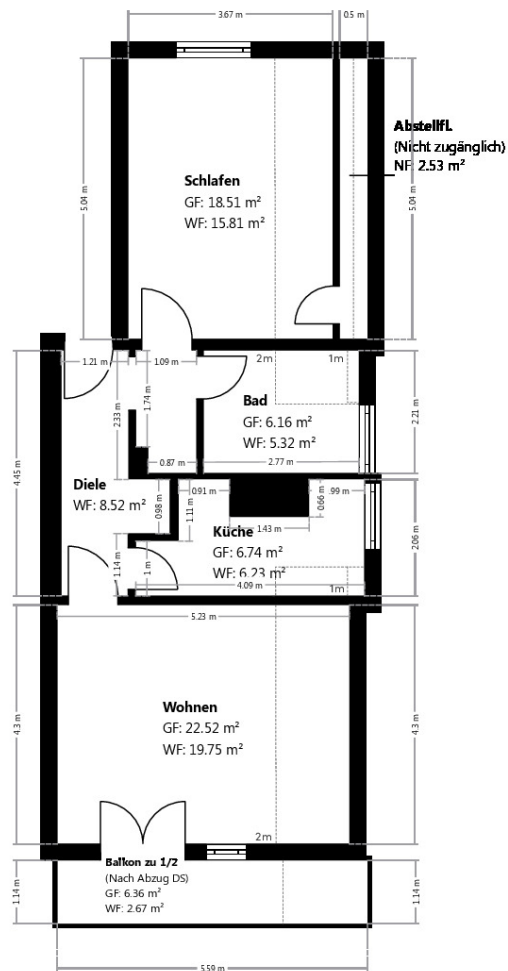 3.67 m
0.5 m
5.04 m
5.04 m
Abstellfl.
(Nicht zugänglich)
NF: 2.53 m²
Schlafen
GF: 18.51 m²
WF: 15.81 m²
1.21 m
1.09 m
2m
1m
2.33 m
1.74 m
Bad
GF: 6.16 m²
WF: 5.32 m²
2.21 m
4.45 m
0.87 m
2.77 m
Diele
WF: 8.52 m²
0.98 m
0.91 m
.99 m
1.11 m
0.66 m
1.43 m
2.06 m
Küche
GF: 6.74 m²
WF: 6.23 m²
1.14 m
1 m
4.09 m
1m
5.23 m
4.3 m
4.3 m
Wohnen
GF: 22.52 m²
WF: 19.75 m²
2m
Balkon zu 1/2
(Nach Abzug DS)
GF: 6.36 m²
WF: 2.67 m²
1.14 m
1.14 m
5.59 m